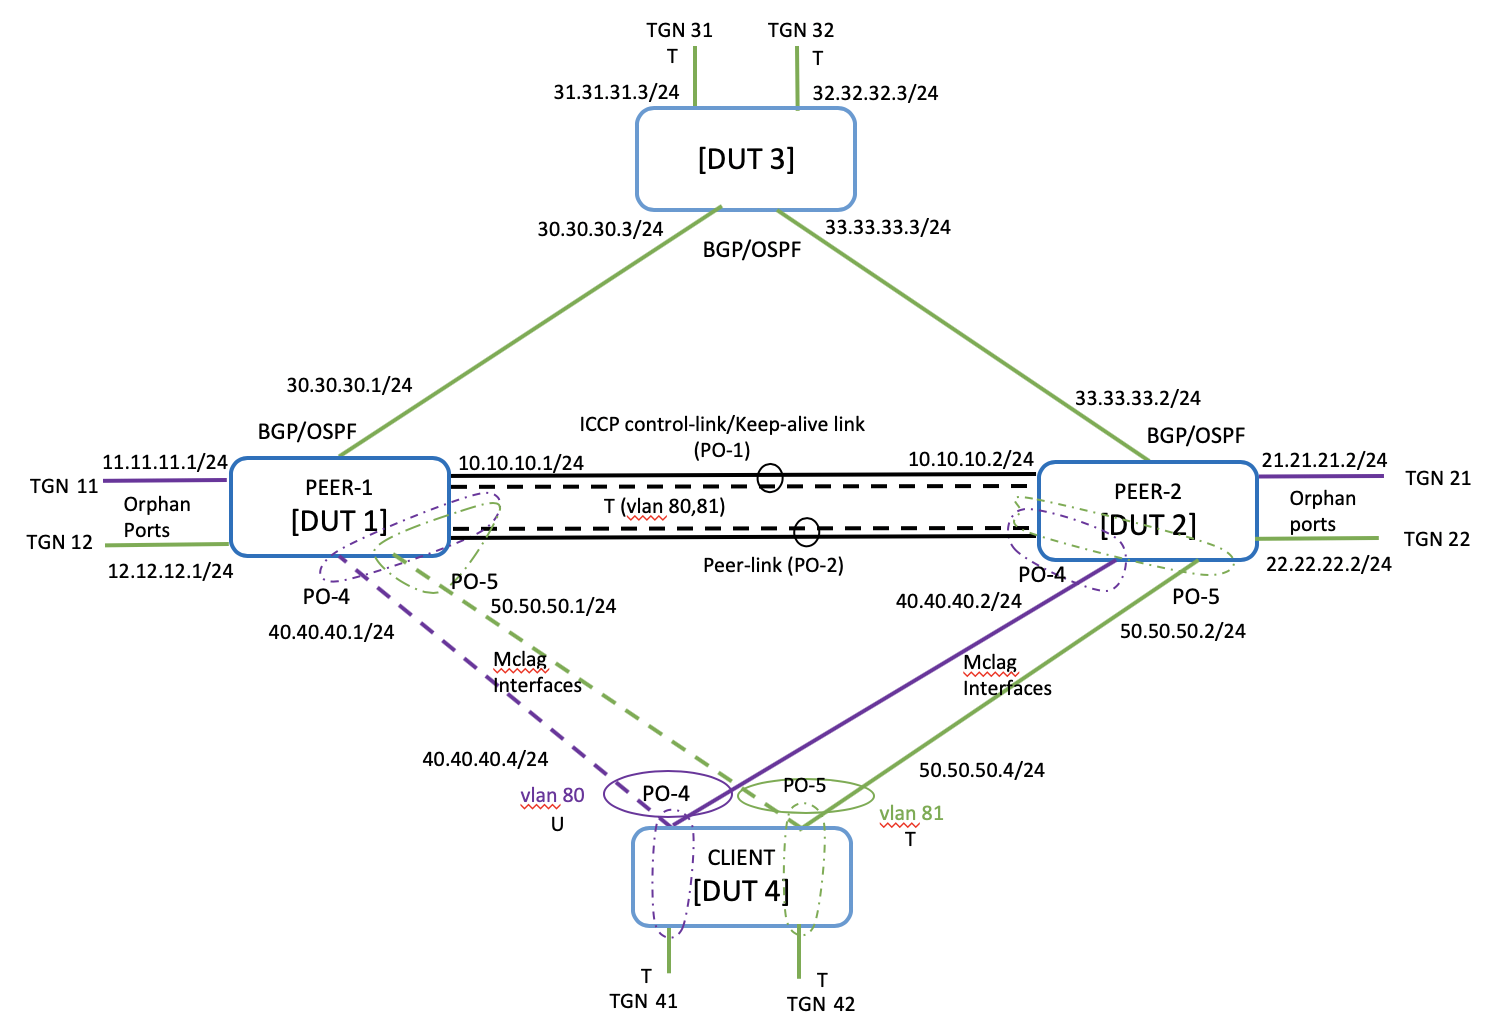 TGN 31
TGN 32
T
T
31.31.31.3/24
32.32.32.3/24
[DUT 3]
30.30.30.3/24
33.33.33.3/24
BGP/OSPF
30.30.30.1/24
33.33.33.2/24
BGP/OSPF
BGP/OSPF
ICCP control-link/Keep-alive link
(PO-1)
11.11.11.1/24
10.10.10.1/24
10.10.10.2/24
21.21.21.2/24
TGN 11
TGN 21
Orphan
Ports
PEER-1
[DUT 1]
T (vlan 80,81)
PEER-2
[DUT 2]
Orphan
ports
TGN 12
TGN 22
12.12.12.1/24
Peer-link (PO-2)
22.22.22.2/24
PO-4
PO-5
PO-4
PO-5
40.40.40.1/24
50.50.50.1/24
40.40.40.2/24
50.50.50.2/24
Mclag
Interfaces
Mclag
Interfaces
40.40.40.4/24
50.50.50.4/24
vlan 80
U
PO-4
PO-5
vlan 81
T
CLIENT
[DUT 4]
T
TGN 41
T
TGN 42